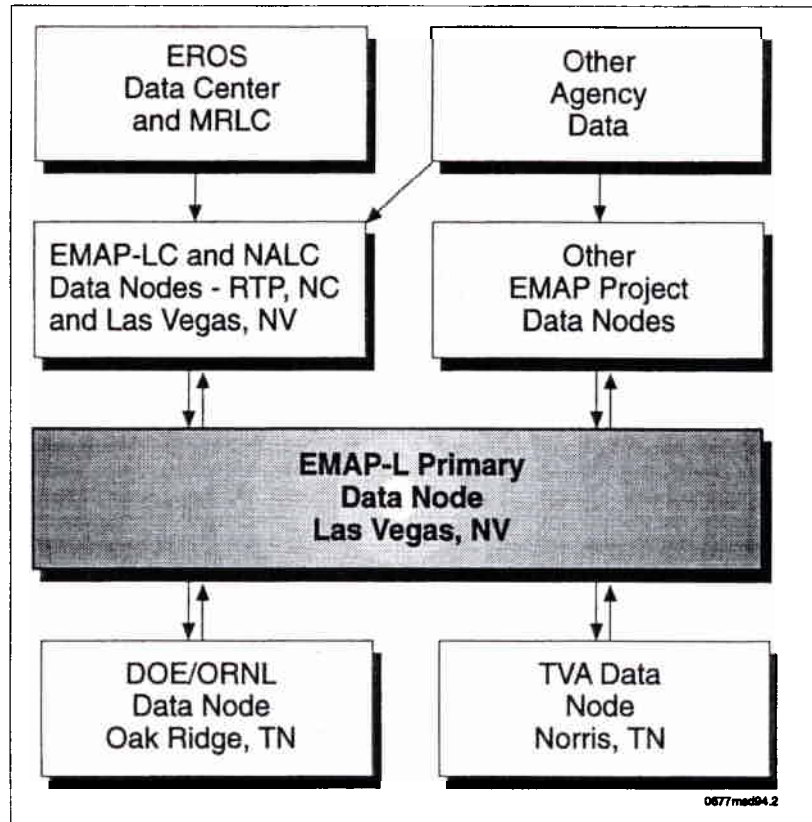 EROS
Data Center
and MRLC
Other
Agency
Data
EMAP-LC and NALC
Data Nodes - RTP, NC
and Las Vegas, NV
Other
EMAP Project
Data Nodes
EMAP-L Primary
Data Node
Las Vegas, NV
DOE/ORNL
Data Node
Oak Ridge, TN
TVA Data
Node
Norris, TN
0677msd94.2